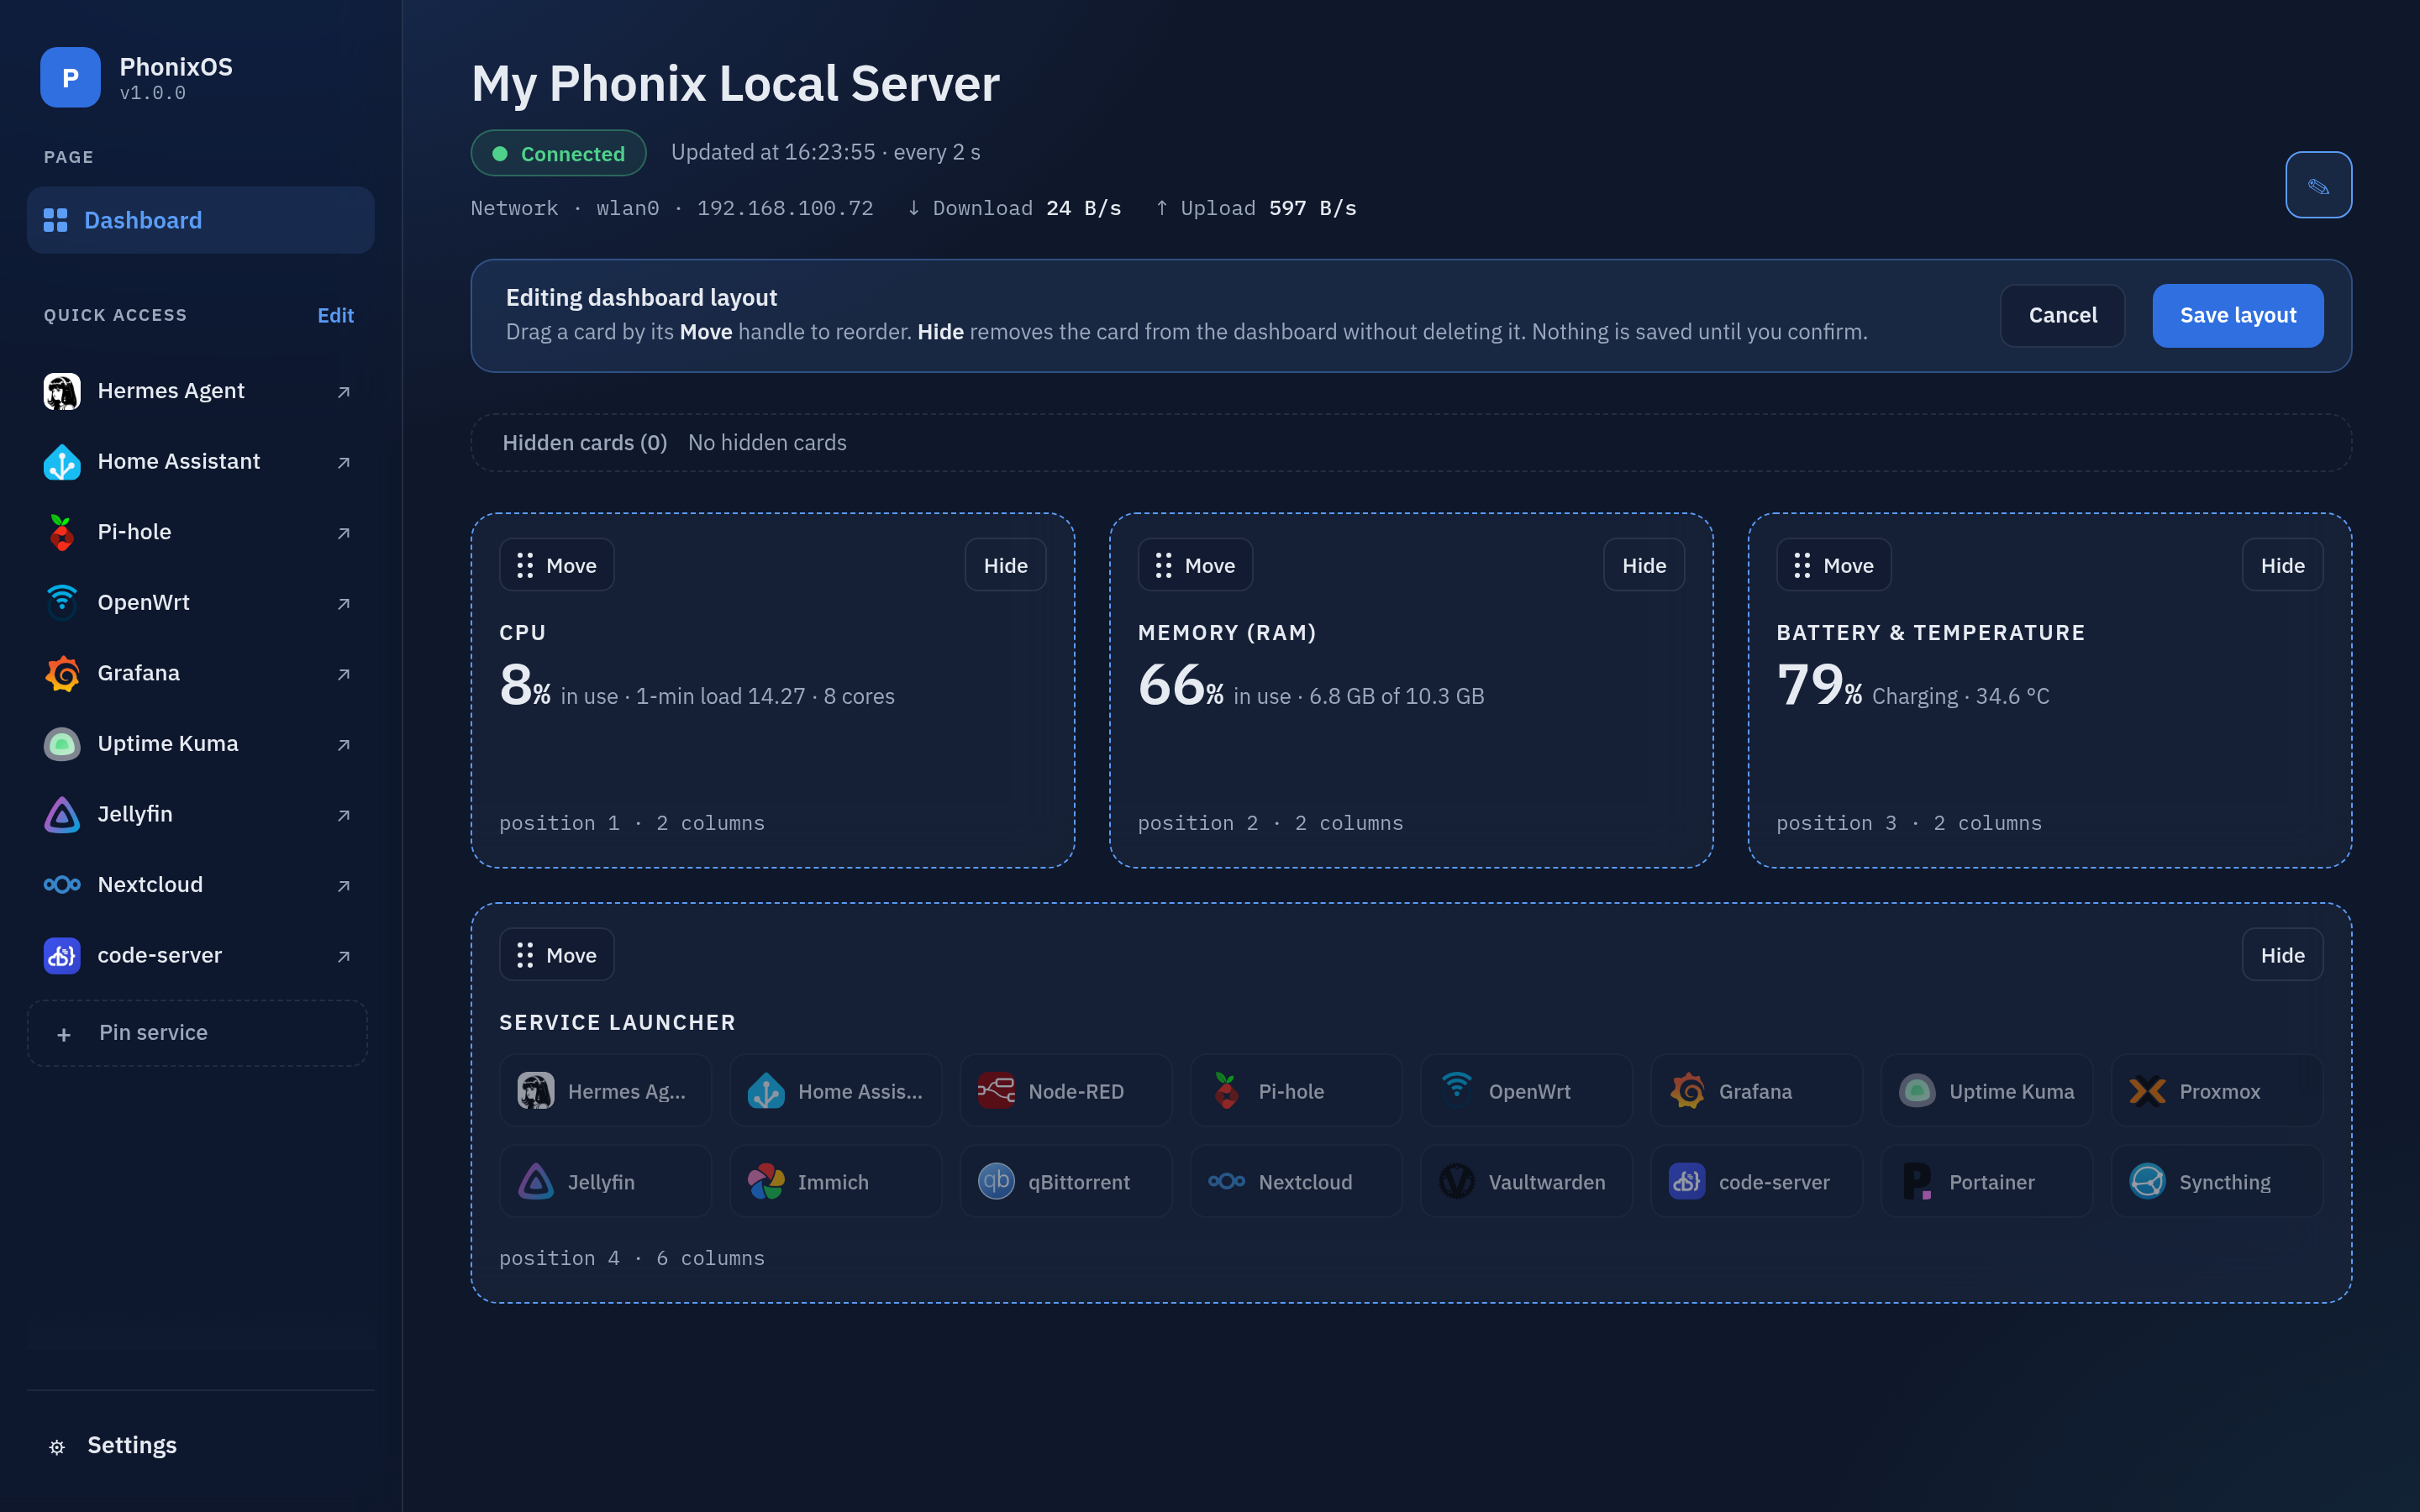 P
PhonixOS
v1.0.0
PAGE
Dashboard
QUICK ACCESS Edit
Hermes Agent
Home Assistant
Pi-hole
OpenWrt
Grafana
Uptime Kuma
Jellyfin
Nextcloud
code-server
+ Pin service
Settings
My Phonix Local Server
Connected Updated at 16:23:55 · every 2 s
Network · wlan0 · 192.168.100.72 ↓ Download 24 B/s ↑ Upload 597 B/s
Editing dashboard layout
Drag a card by its Move handle to reorder. Hide removes the card from the dashboard without deleting it. Nothing is saved until you confirm.
Cancel Save layout
Hidden cards (0) No hidden cards
Move Hide
CPU
8% in use · 1-min load 14.27 · 8 cores
position 1 · 2 columns
Move Hide
MEMORY (RAM)
66% in use · 6.8 GB of 10.3 GB
position 2 · 2 columns
Move Hide
BATTERY & TEMPERATURE
79% Charging · 34.6 °C
position 3 · 2 columns
Move Hide
SERVICE LAUNCHER
Hermes Ag... Home Assis... Node-RED Pi-hole OpenWrt Grafana Uptime Kuma Proxmox
Jellyfin Immich qb qBittorrent Nextcloud Vaultwarden code-server Portainer Syncthing
position 4 · 6 columns